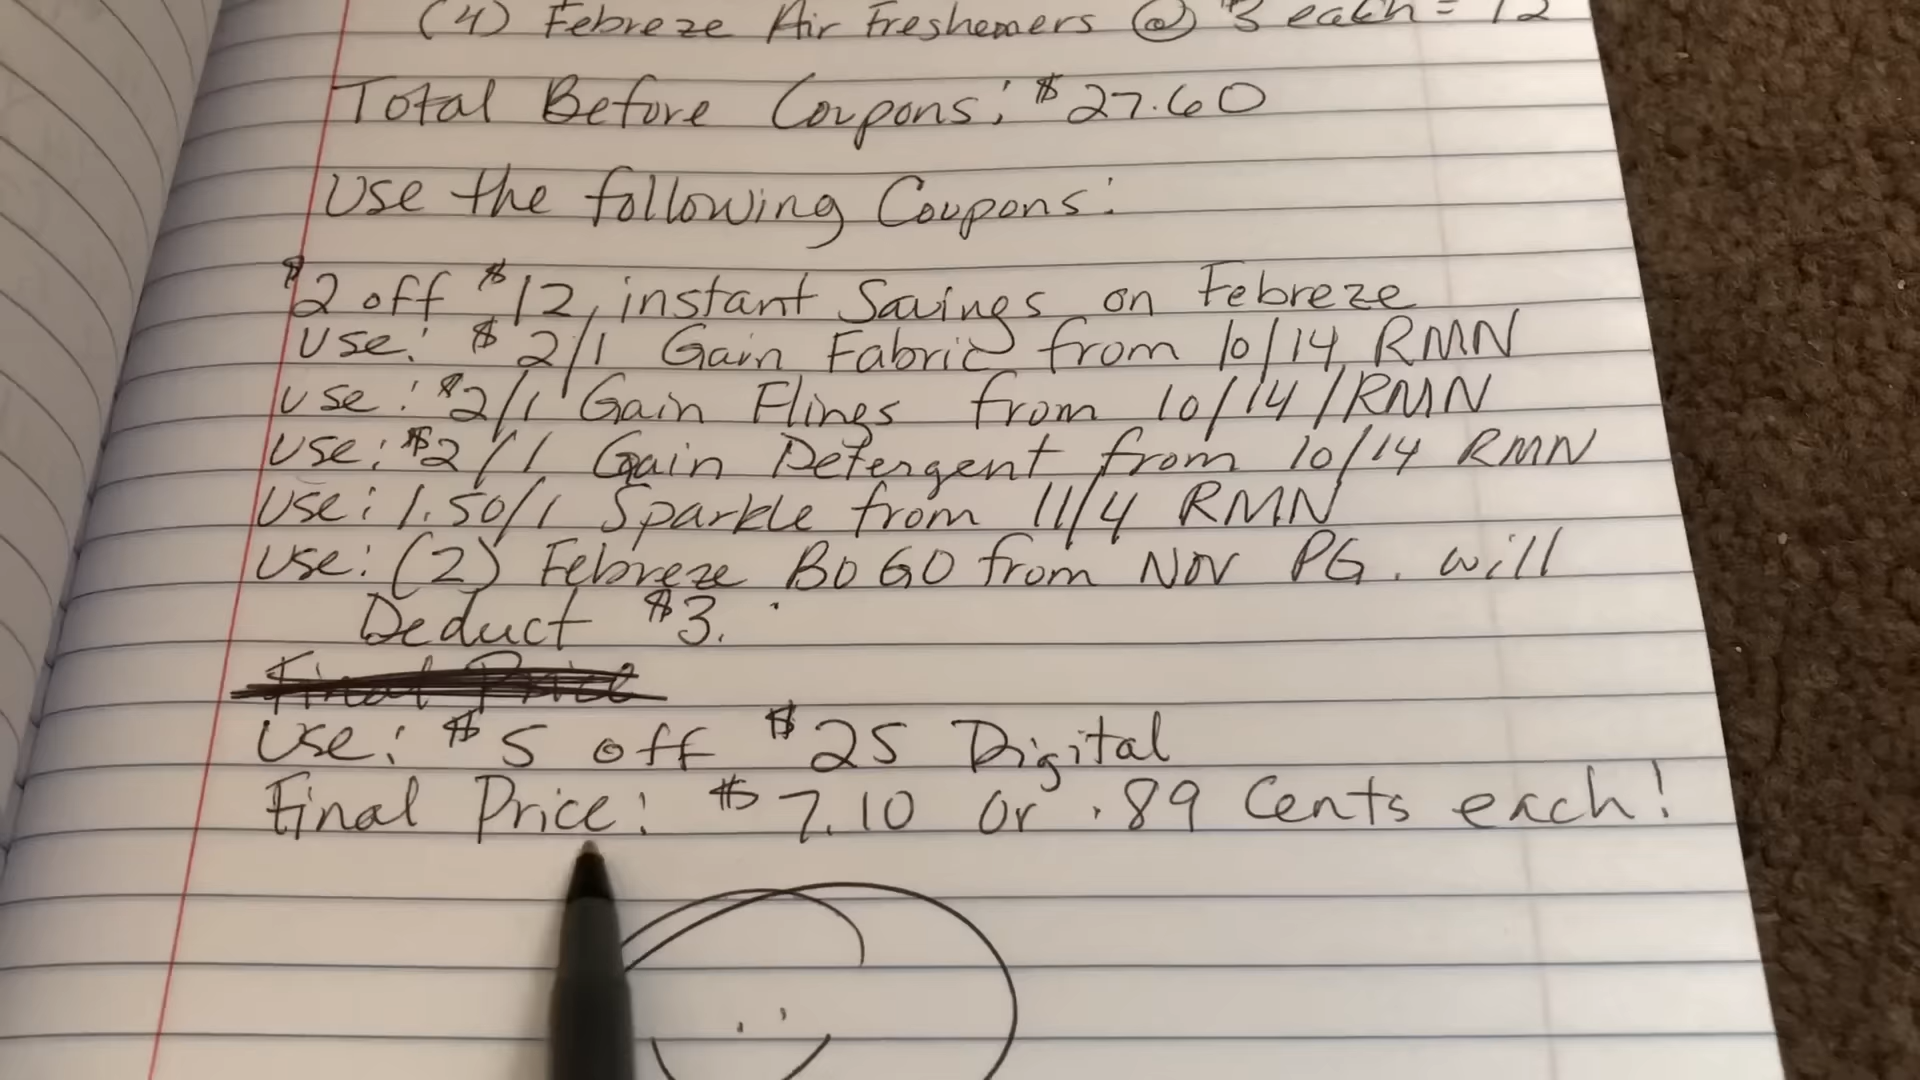 (4) Febreze Air Fresheners @ $3 each = 12
Total Before Coupons: $27.60
Use the following Coupons:
$2 off $12, instant Savings on Febreze
Use: $2/1 Gain Fabric from 10/14 RMN
Use: $2/1 Gain Flings from 10/14/RMN
Use: $2/1 Gain Detergent from 10/14 RMN
Use: 1.50/1 Sparkle from 11/4 RMN
Use: (2) Febreze BOGO from Nov PG. will
Deduct $3.
Final Price
Use: $5 off $25 Digital
Final Price: $7.10 or .89 Cents each!